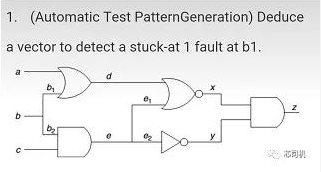 1. (Automatic Test PatternGeneration) Deduce
a vector to detect a stuck-at 1 fault at b1.
a
d
b₁
e₁
x
b
z
b₂
e
e₂
y
c
芯司机